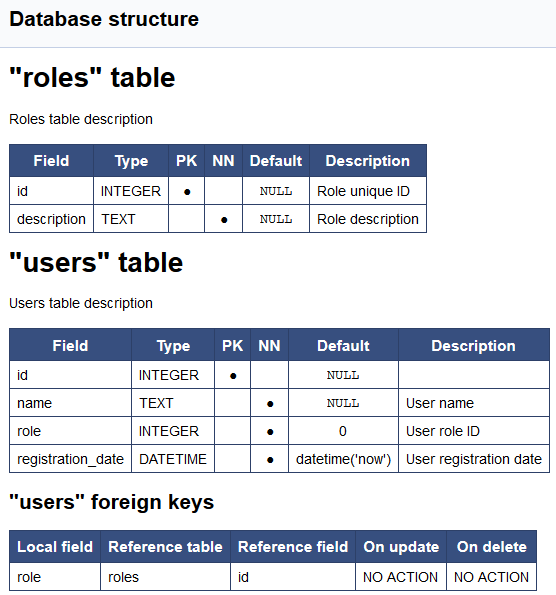 Database structure
"roles" table
Roles table description
Field Type PK NN Default Description
id INTEGER ● NULL Role unique ID
description TEXT ● NULL Role description
"users" table
Users table description
Field Type PK NN Default Description
id INTEGER ● NULL
name TEXT ● NULL User name
role INTEGER ● 0 User role ID
registration_date DATETIME ● datetime('now') User registration date
"users" foreign keys
Local field Reference table Reference field On update On delete
role roles id NO ACTION NO ACTION